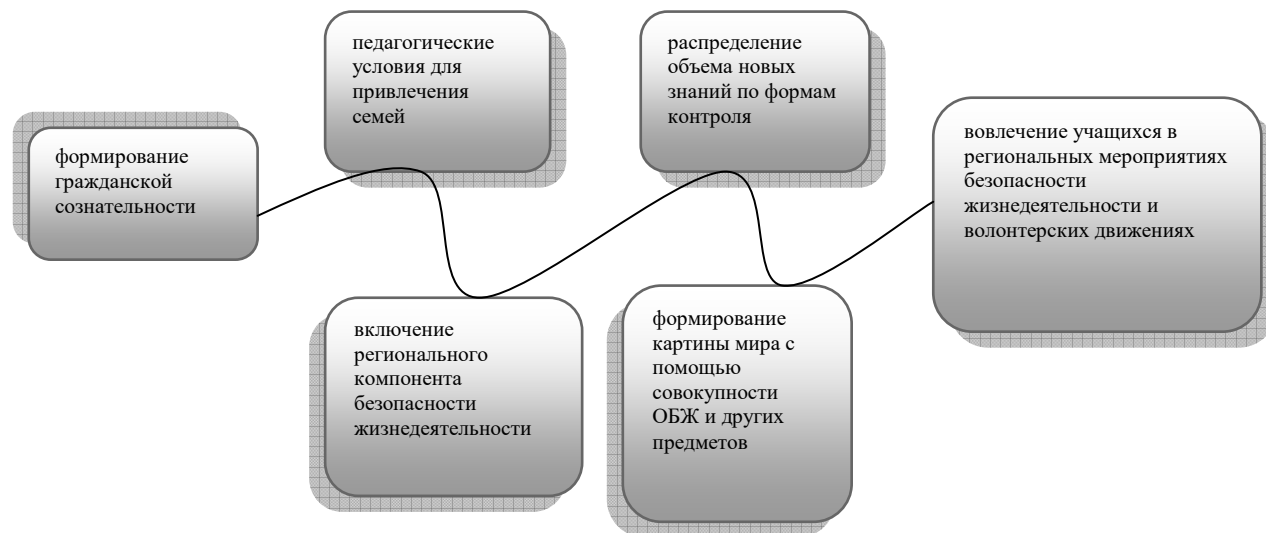 формирование
гражданской
сознательности
педагогические
условия для
привлечения
семей
включение
регионального
компонента
безопасности
жизнедеятельности
распределение
объема новых
знаний по формам
контроля
формирование
картины мира с
помощью
совокупности
ОБЖ и других
предметов
вовлечение учащихся в
региональных мероприятиях
безопасности
жизнедеятельности и
волонтерских движениях